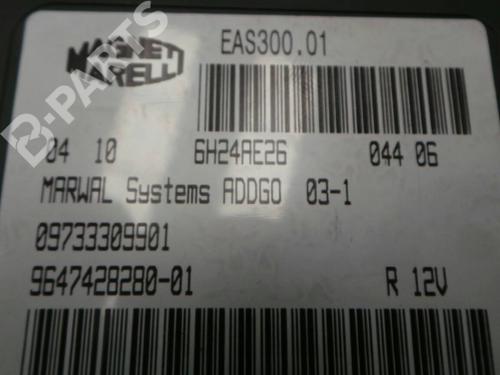 MAGNETI
MARELLI
EAS300.01
B-PARTS
04 10 6H24AE26 044 06
MARWAL Systems ADDGO 03-1
09733309901
9647428280-01 R 12V